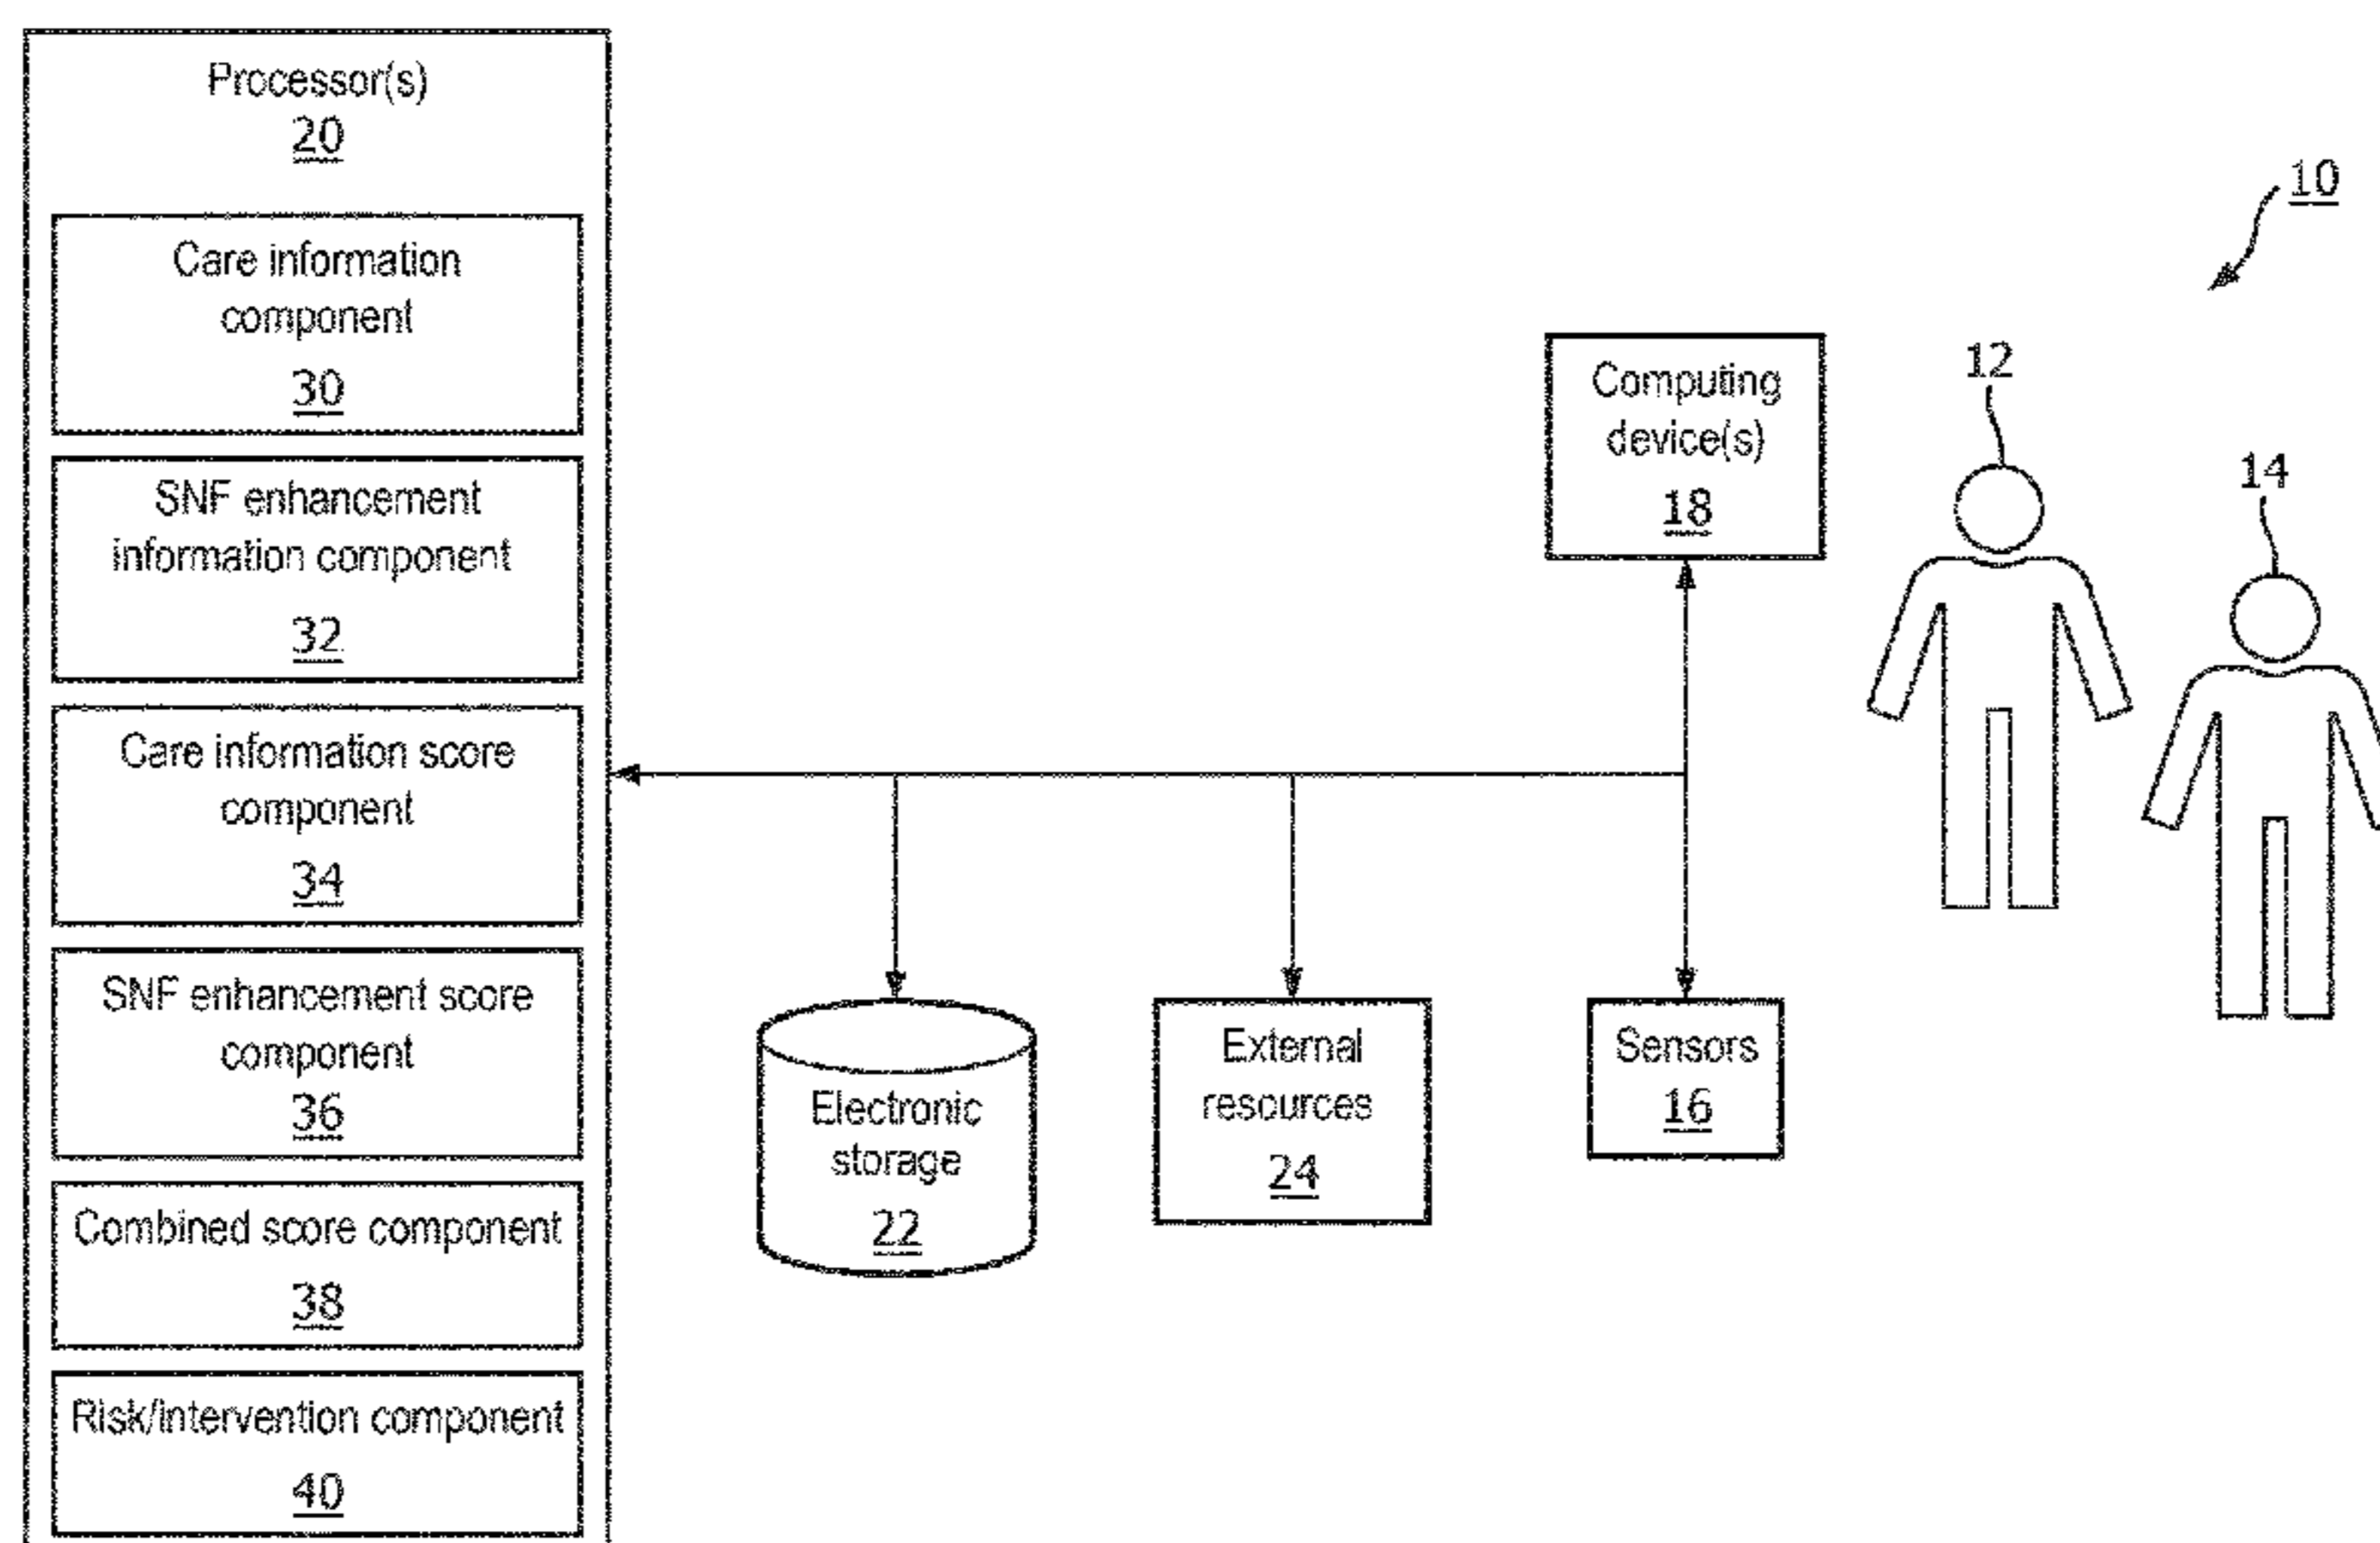 Processor(s)
20
Care information
component
30
SNF enhancement
information component
32
Care information score
component
34
SNF enhancement score
component
36
Combined score component
38
Risk/intervention component
40
Electronic
storage
22
External
resources
24
Sensors
16
Computing
device(s)
18
12
14
10